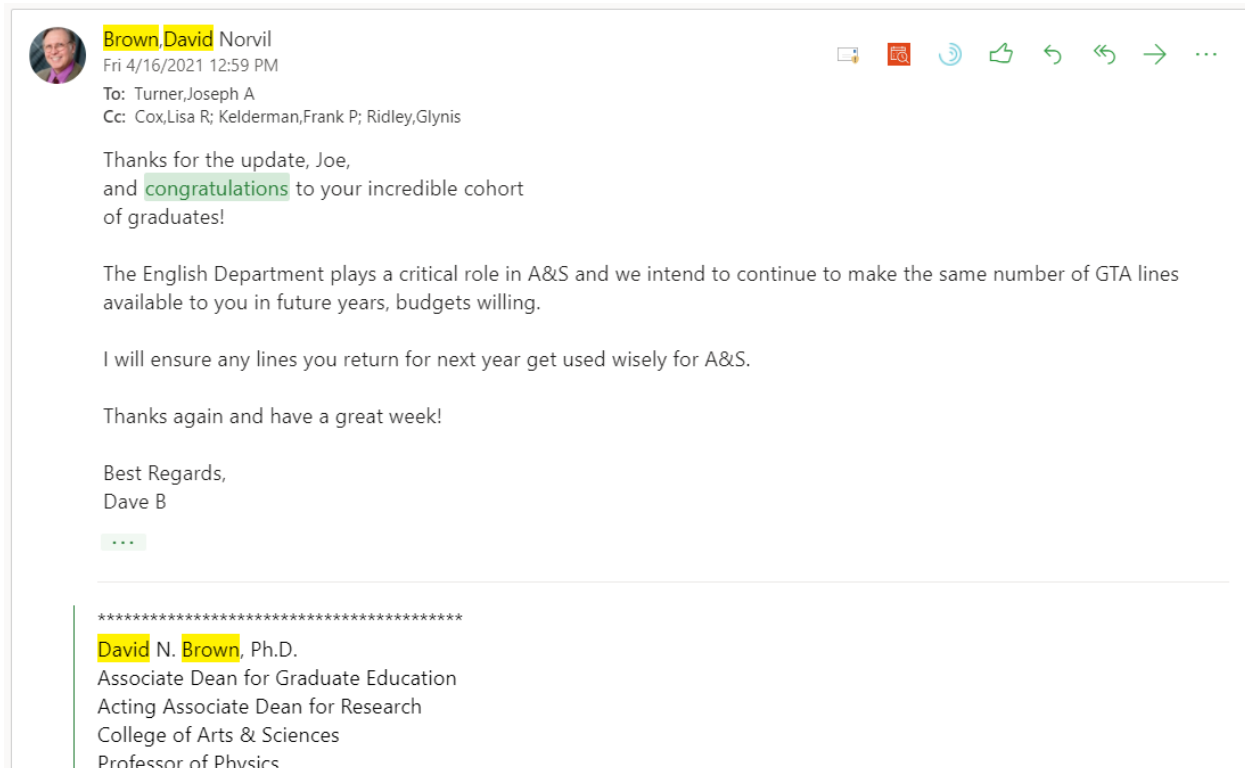 Brown,David Norvil
Fri 4/16/2021 12:59 PM
To: Turner,Joseph A
Cc: Cox,Lisa R; Kelderman,Frank P; Ridley,Glynis
Thanks for the update, Joe,
and congratulations to your incredible cohort
of graduates!
The English Department plays a critical role in A&S and we intend to continue to make the same number of GTA lines
available to you in future years, budgets willing.
I will ensure any lines you return for next year get used wisely for A&S.
Thanks again and have a great week!
Best Regards,
Dave B
...
******************************************
David N. Brown, Ph.D.
Associate Dean for Graduate Education
Acting Associate Dean for Research
College of Arts & Sciences
Professor of Physics